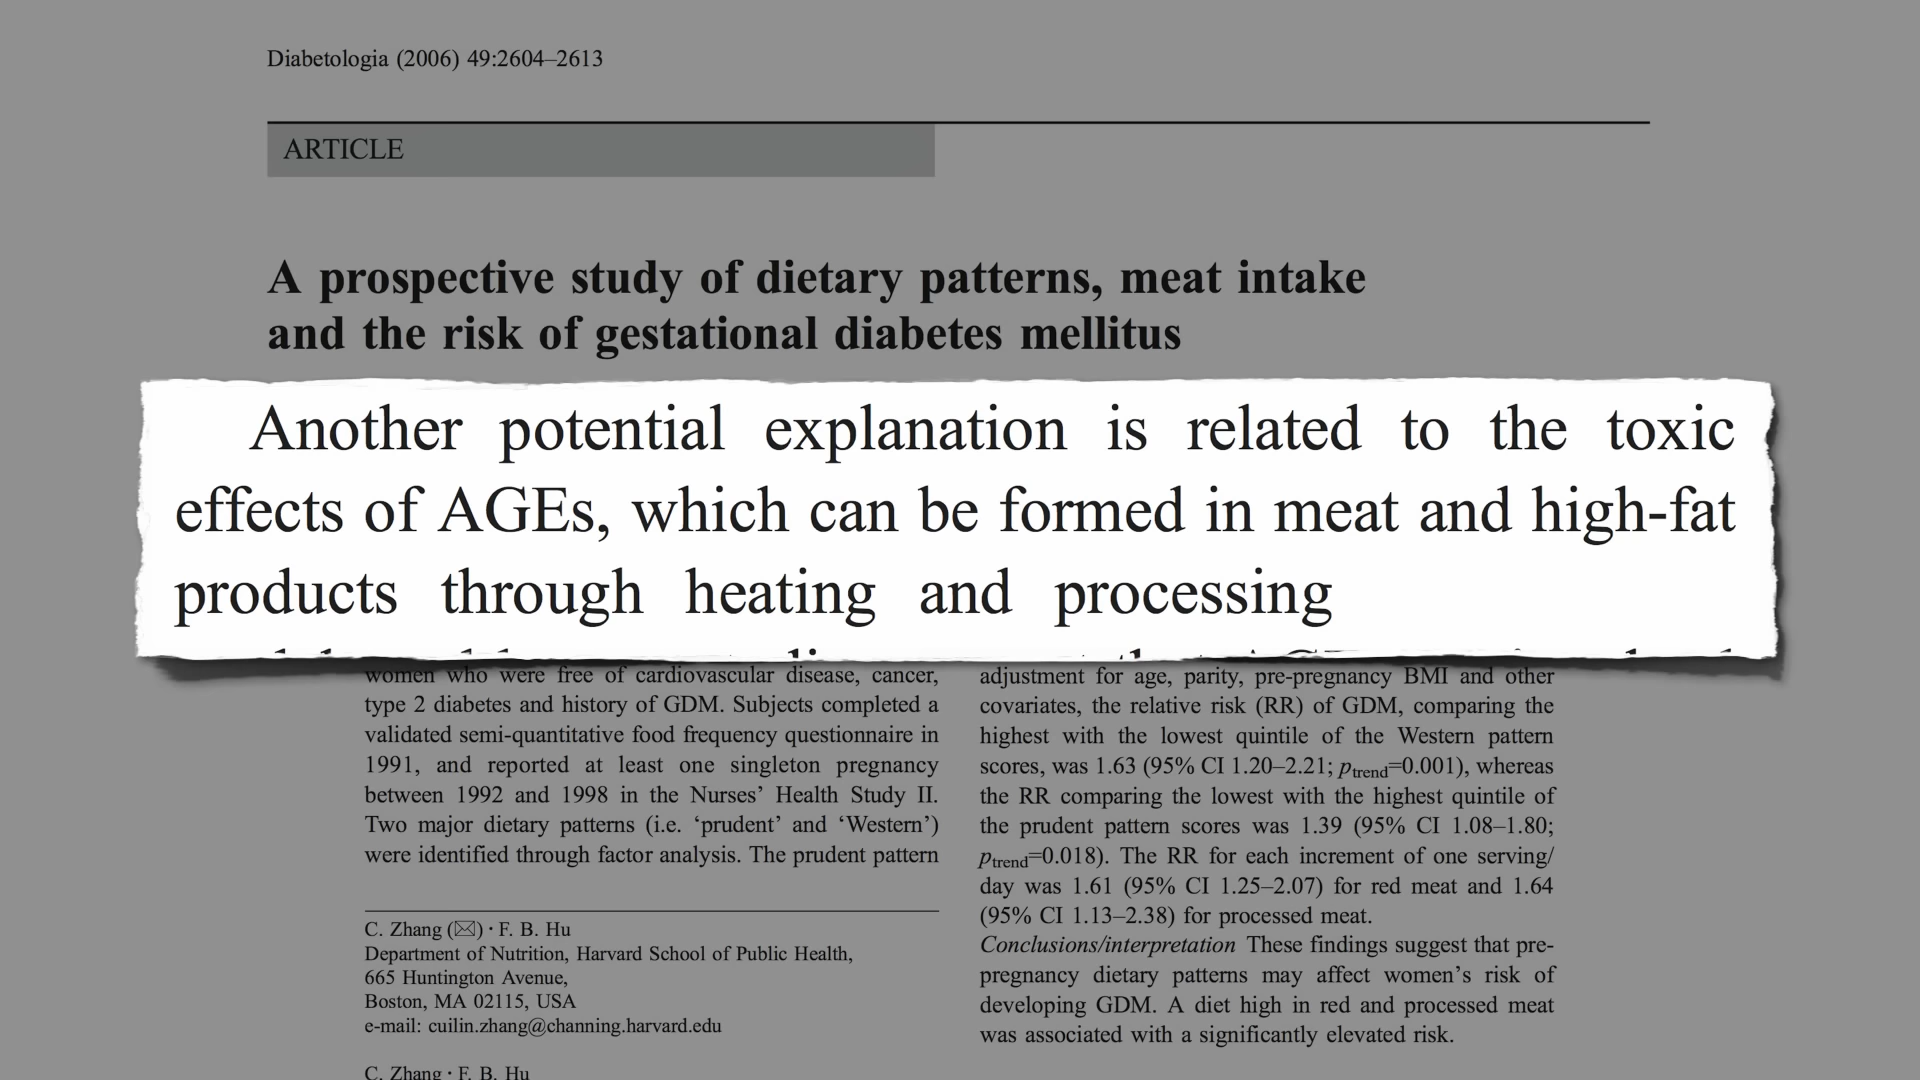 Diabetologia (2006) 49:2604–2613
ARTICLE
A prospective study of dietary patterns, meat intake
and the risk of gestational diabetes mellitus
Another potential explanation is related to the toxic
effects of AGEs, which can be formed in meat and high-fat
products through heating and processing
women who were free of cardiovascular disease, cancer,
type 2 diabetes and history of GDM. Subjects completed a
validated semi-quantitative food frequency questionnaire in
1991, and reported at least one singleton pregnancy
between 1992 and 1998 in the Nurses’ Health Study II.
Two major dietary patterns (i.e. ‘prudent’ and ‘Western’)
were identified through factor analysis. The prudent pattern
C. Zhang (✉) · F. B. Hu
Department of Nutrition, Harvard School of Public Health,
665 Huntington Avenue,
Boston, MA 02115, USA
e-mail: cuilin.zhang@channing.harvard.edu
C. Zhang · F. B. Hu
adjustment for age, parity, pre-pregnancy BMI and other
covariates, the relative risk (RR) of GDM, comparing the
highest with the lowest quintile of the Western pattern
scores, was 1.63 (95% CI 1.20–2.21; ptrend=0.001), whereas
the RR comparing the lowest with the highest quintile of
the prudent pattern scores was 1.39 (95% CI 1.08–1.80;
ptrend=0.018). The RR for each increment of one serving/
day was 1.61 (95% CI 1.25–2.07) for red meat and 1.64
(95% CI 1.13–2.38) for processed meat.
Conclusions/interpretation These findings suggest that pre-
pregnancy dietary patterns may affect women’s risk of
developing GDM. A diet high in red and processed meat
was associated with a significantly elevated risk.